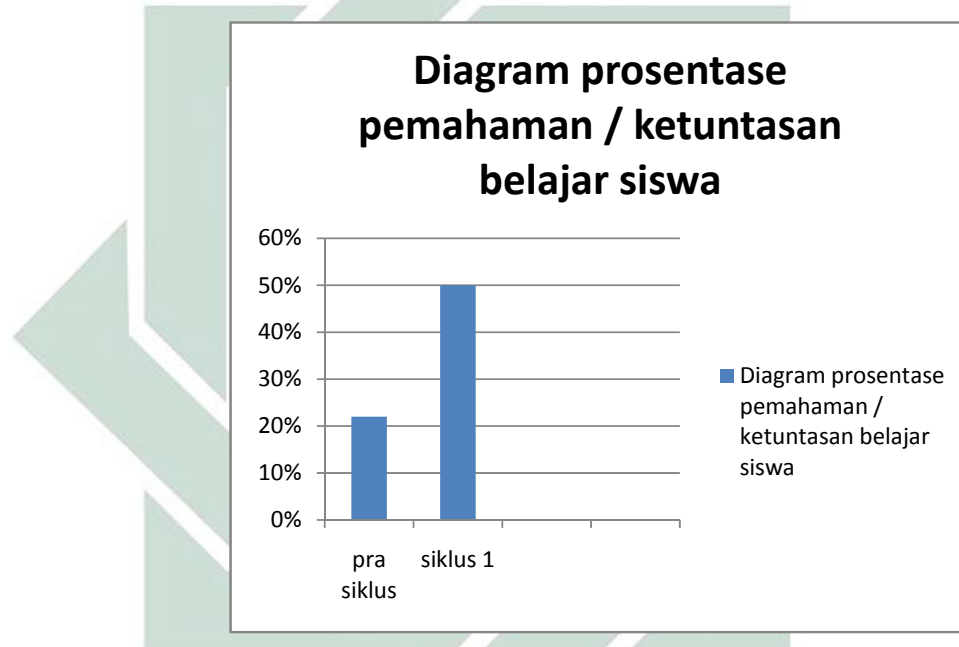 Diagram prosentase
pemahaman / ketuntasan
belajar siswa
60%
50%
40%
30%
20%
10%
0%
pra
siklus
siklus 1
Diagram prosentase
pemahaman /
ketuntasan belajar
siswa